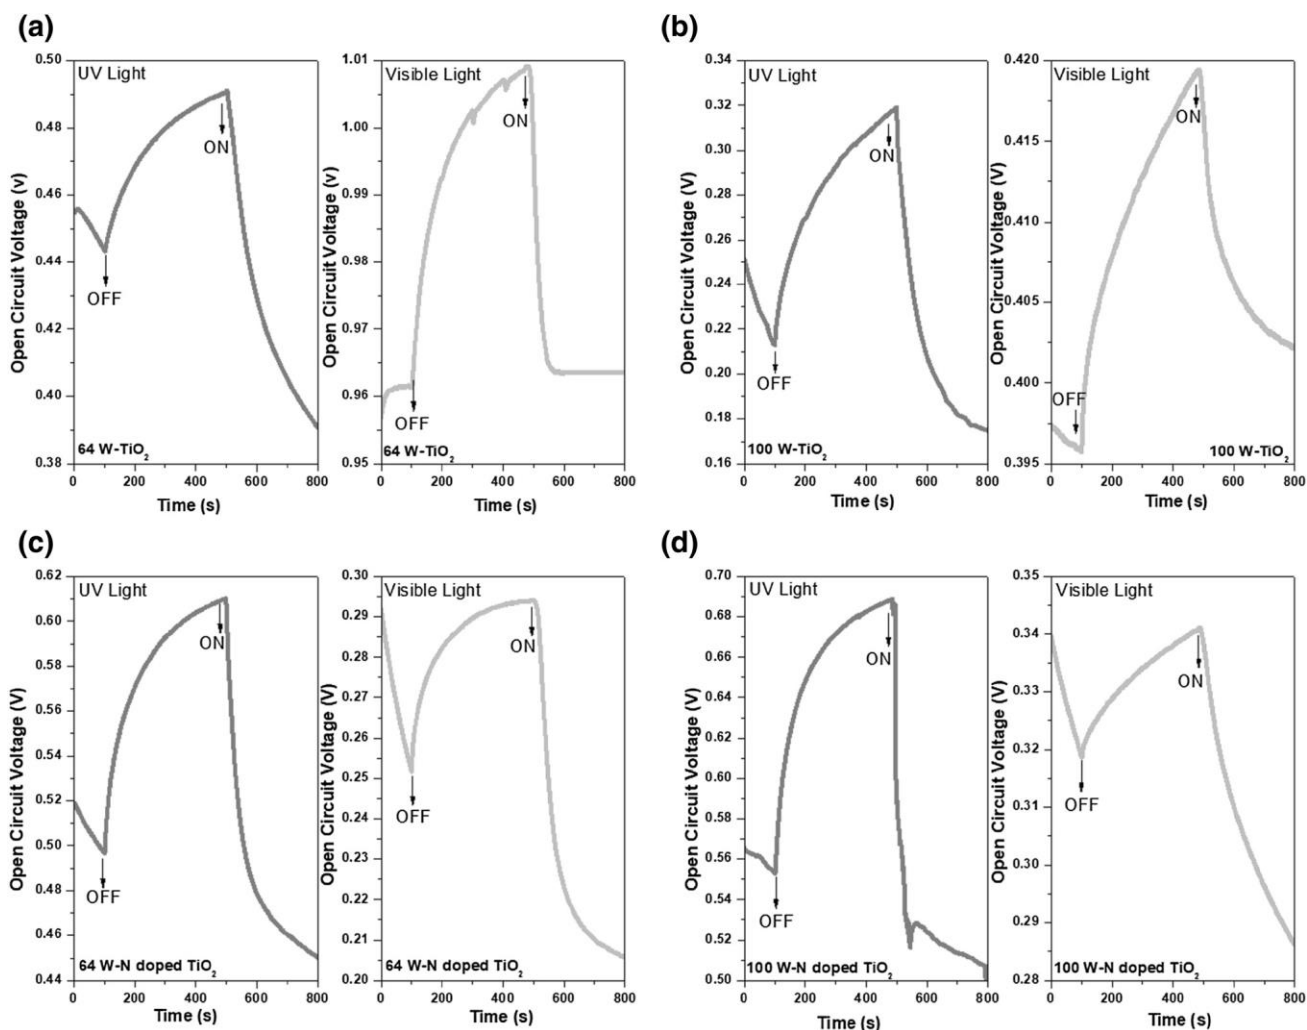 (a)
UV Light
Open Circuit Voltage (v)
0.50
0.48
0.46
0.44
0.42
0.40
0.38
ON
OFF
64 W-TiO2
0 200 400 600 800
Time (s)
Visible Light
Open Circuit Voltage (v)
1.01
1.00
0.99
0.98
0.97
0.96
0.95
ON
OFF
64 W-TiO2
0 200 400 600 800
Time (s)
(b)
UV Light
Open Circuit Voltage (V)
0.34
0.32
0.30
0.28
0.26
0.24
0.22
0.20
0.18
0.16
ON
OFF
100 W-TiO2
0 200 400 600 800
Time (s)
Visible Light
Open Circuit Voltage (V)
0.420
0.415
0.410
0.405
0.400
0.395
ON
OFF
100 W-TiO2
0 200 400 600 800
Time (s)
(c)
UV Light
Open Circuit Voltage (V)
0.62
0.60
0.58
0.56
0.54
0.52
0.50
0.48
0.46
0.44
ON
OFF
64 W-N doped TiO2
0 200 400 600 800
Time (s)
Visible Light
Open Circuit Voltage (V)
0.30
0.29
0.28
0.27
0.26
0.25
0.24
0.23
0.22
0.21
0.20
ON
OFF
64 W-N doped TiO2
0 200 400 600 800
Time (s)
(d)
UV Light
Open Circuit Voltage (V)
0.70
0.68
0.66
0.64
0.62
0.60
0.58
0.56
0.54
0.52
0.50
ON
OFF
100 W-N doped TiO2
0 200 400 600 800
Time (s)
Visible Light
Open Circuit Voltage (V)
0.35
0.34
0.33
0.32
0.31
0.30
0.29
0.28
ON
OFF
100 W-N doped TiO2
0 200 400 600 800
Time (s)